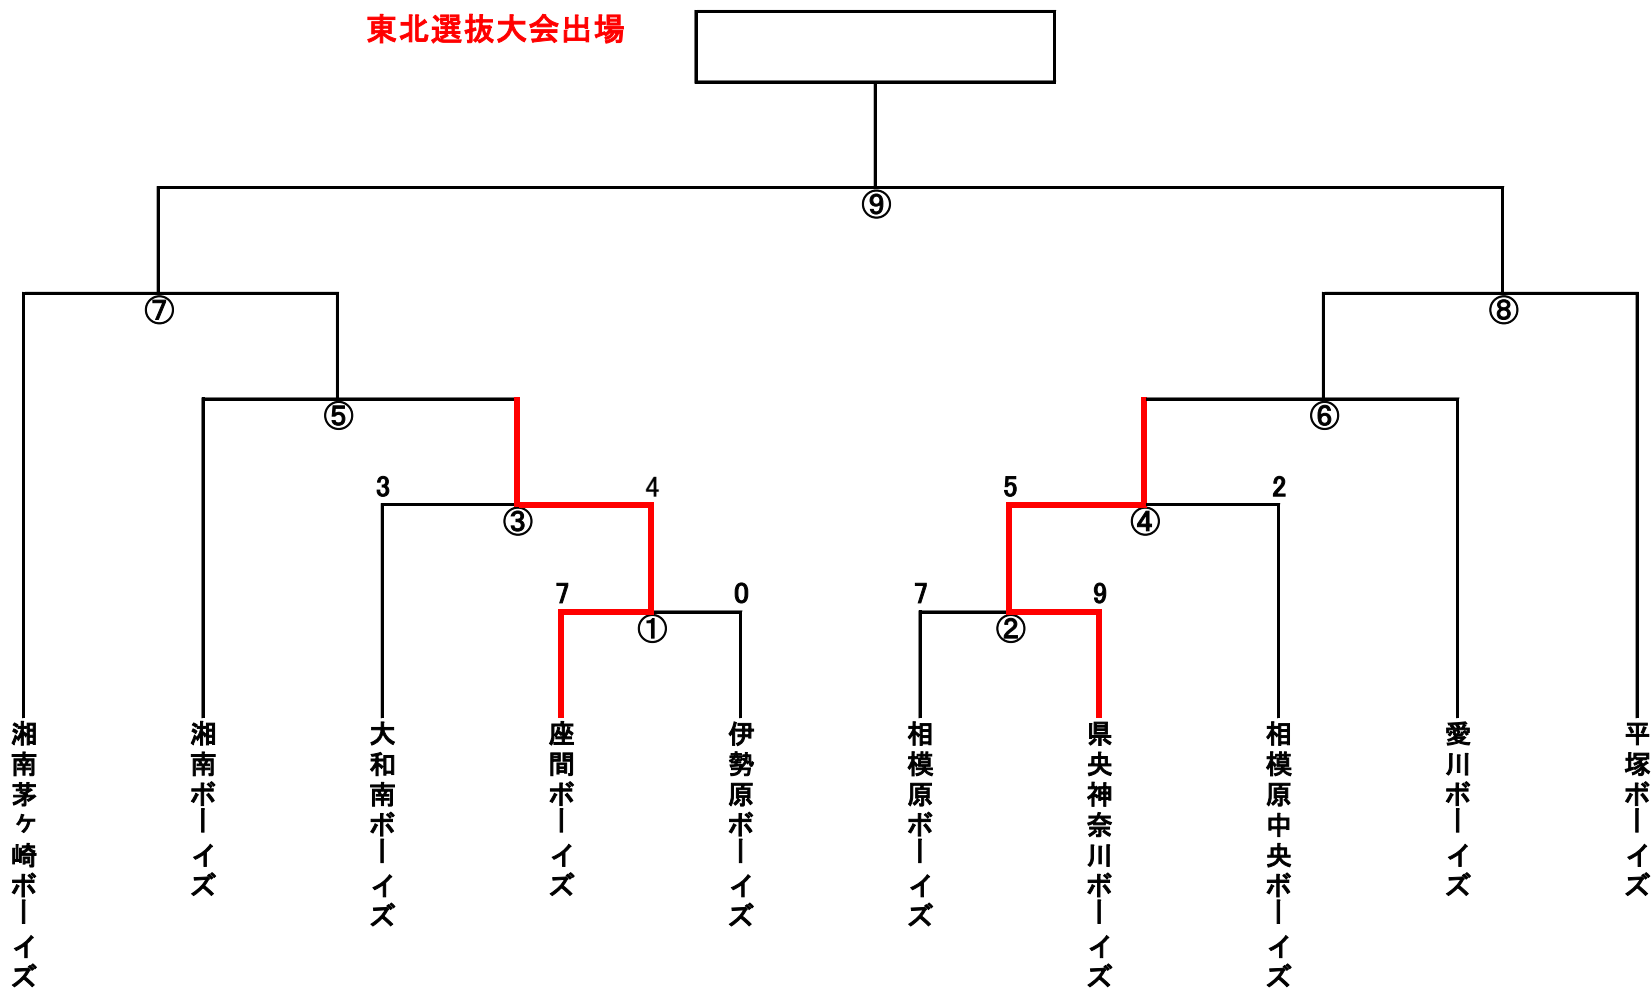 東北選抜大会出場
⑨
⑦
⑧
⑤
⑥
3
4
5
2
③
④
7
0
7
9
①
②
湘南茅ヶ崎ボーイズ
湘南ボーイズ
大和南ボーイズ
座間ボーイズ
伊勢原ボーイズ
相模原ボーイズ
県央神奈川ボーイズ
相模原中央ボーイズ
愛川ボーイズ
平塚ボーイズ